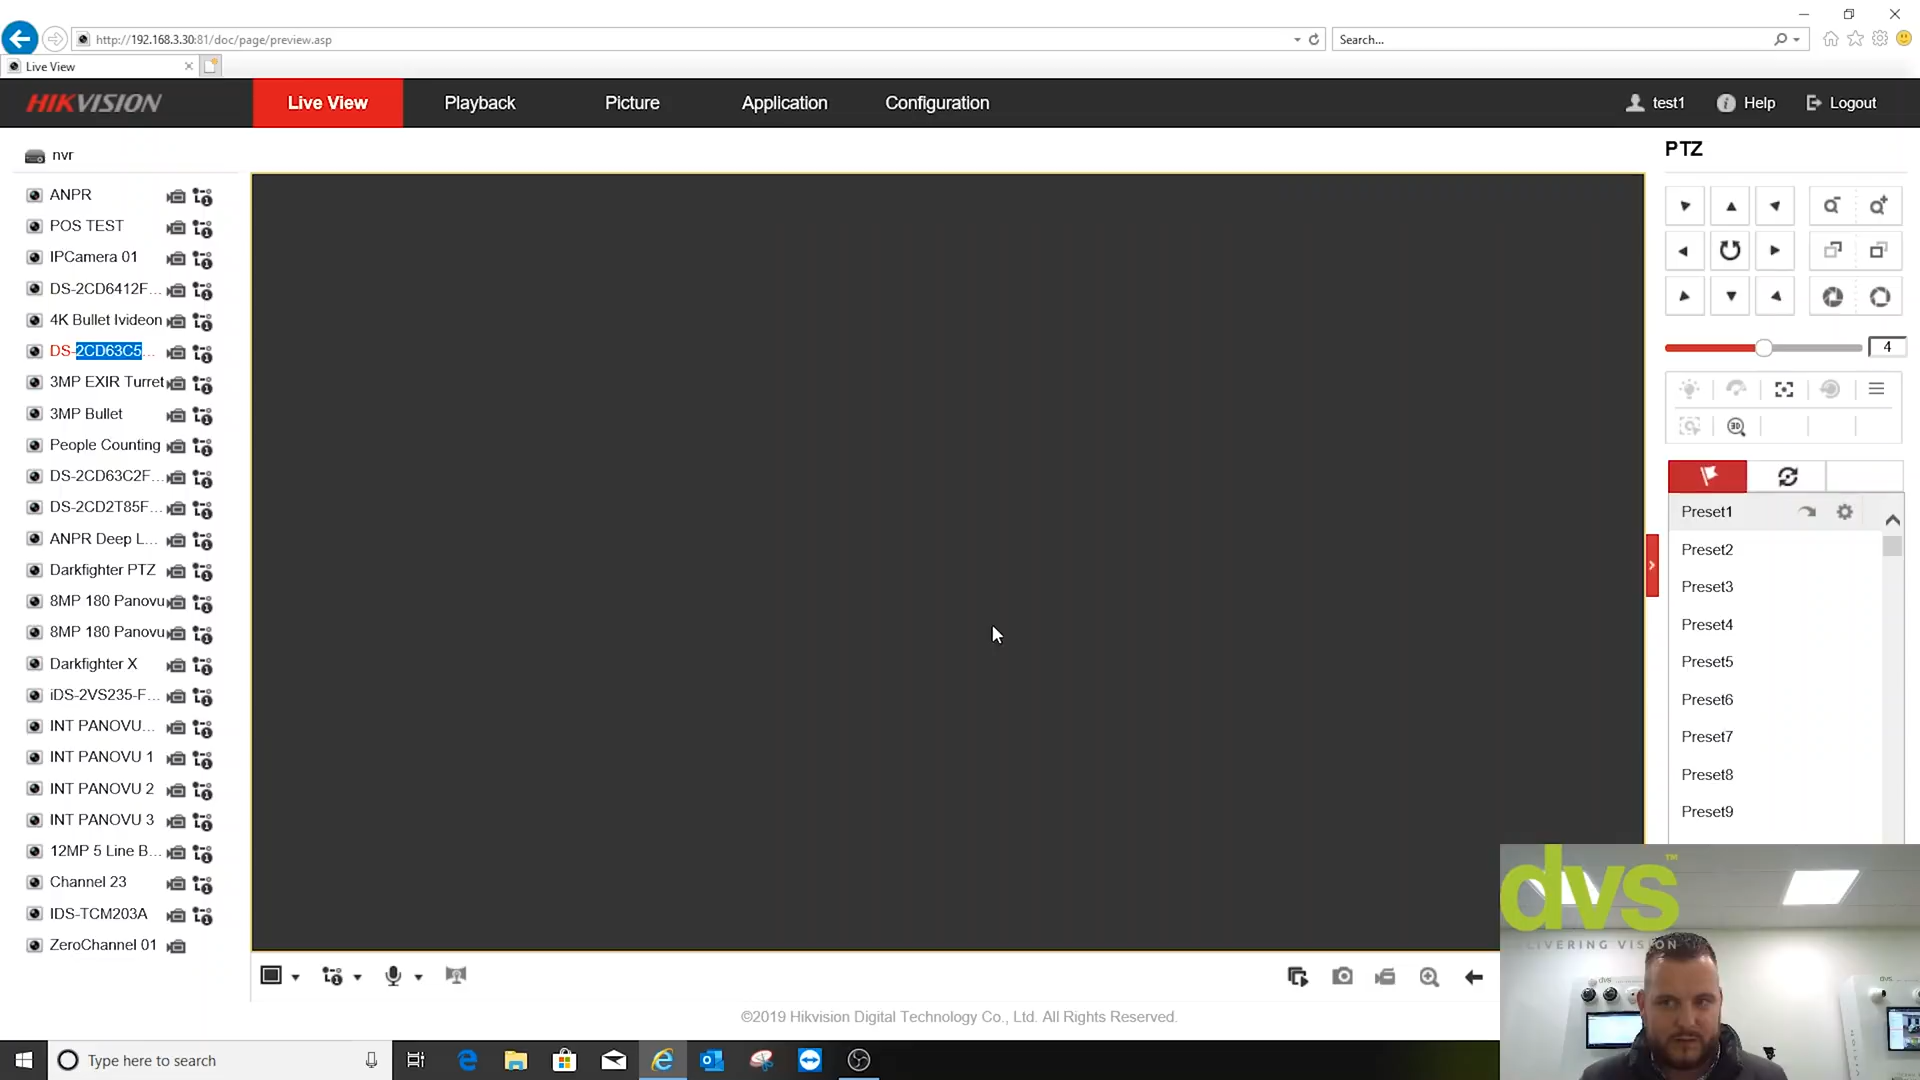 http://192.168.3.30:81/doc/page/preview.asp
Search...
Live View
HIKVISION
Live View
Playback
Picture
Application
Configuration
test1
Help
Logout
nvr
ANPR
POS TEST
IPCamera 01
DS-2CD6412F...
4K Bullet Ivideon
DS-2CD63C5...
3MP EXIR Turret
3MP Bullet
People Counting
DS-2CD63C2F...
DS-2CD2T85F...
ANPR Deep L...
Darkfighter PTZ
8MP 180 Panovu
8MP 180 Panovu
Darkfighter X
iDS-2VS235-F...
INT PANOVU...
INT PANOVU 1
INT PANOVU 2
INT PANOVU 3
12MP 5 Line B...
Channel 23
IDS-TCM203A
ZeroChannel 01
PTZ
4
3D
Preset1
Preset2
Preset3
Preset4
Preset5
Preset6
Preset7
Preset8
Preset9
©2019 Hikvision Digital Technology Co., Ltd. All Rights Reserved.
dvs™
DELIVERING VISION
dvs
Type here to search